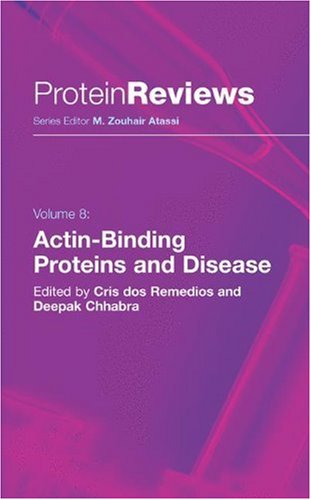 ProteinReviews
Series Editor M. Zouhair Atassi
Volume 8:
Actin-Binding
Proteins and Disease
Edited by Cris dos Remedios and
Deepak Chhabra